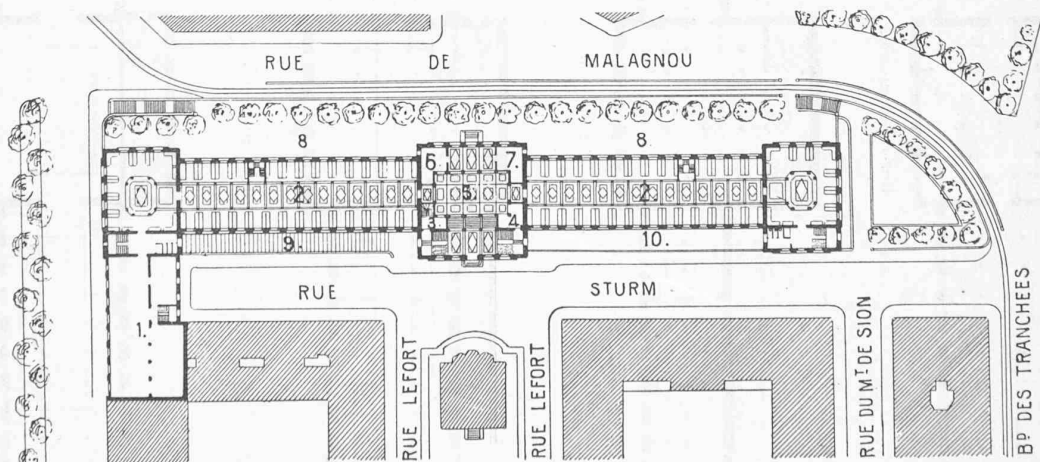 RUE DE MALAGNOU
8 8
6 7.
2. 5. 2.
3 4
9. 10.
RUE STURM
1.
RUE LEFORT
RUE LEFORT
RUE DU MT DE SION
BD DES TRANCHEES